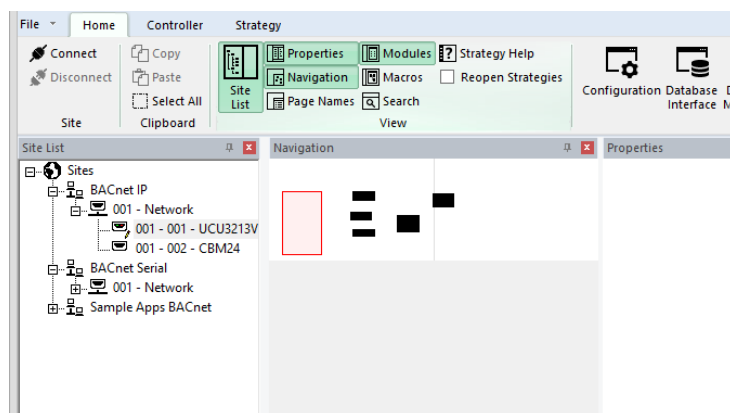 File Home Controller Strategy
Connect Copy Properties Modules Strategy Help
Disconnect Paste Navigation Macros Reopen Strategies
Select All Site List Page Names Search
Configuration Database Interface
Site Clipboard View
Site List Navigation Properties
Sites
BACnet IP
001 - Network
001 - 001 - UCU3213V
001 - 002 - CBM24
BACnet Serial
001 - Network
Sample Apps BACnet